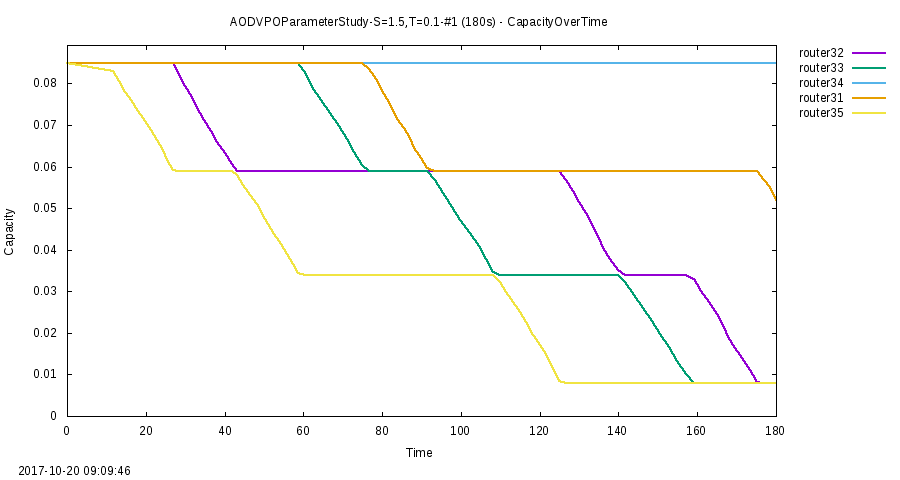 AODVPOParameterStudy-S=1.5,T=0.1-#1 (180s) - CapacityOverTime
router32
router33
router34
router31
router35
0.08
0.07
0.06
0.05
0.04
0.03
0.02
0.01
0
Capacity
0 20 40 60 80 100 120 140 160 180
Time
2017-10-20 09:09:46